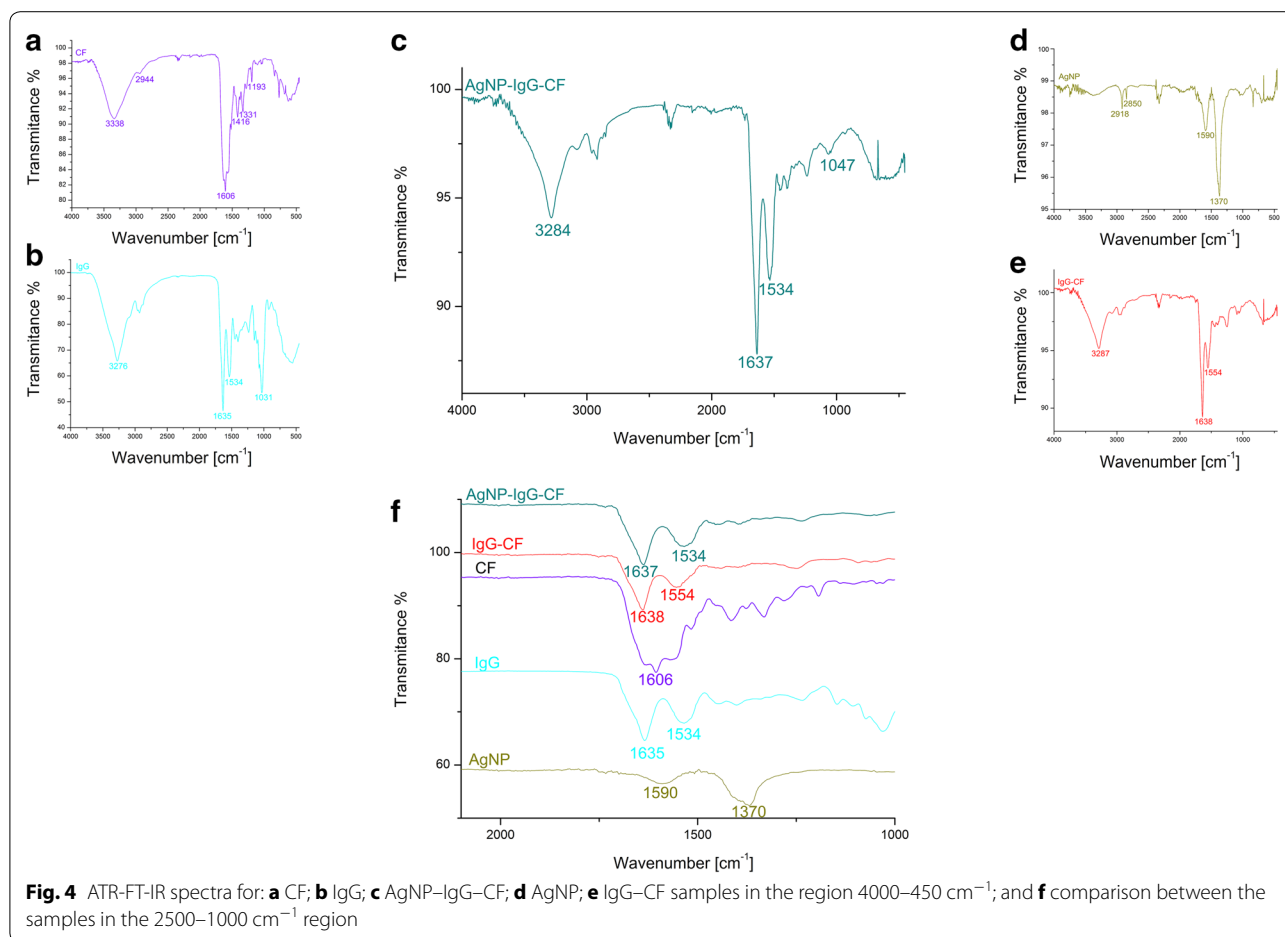 a
CF
2944
3338
1193
1331
1416
1606
Transmitance %
98
96
94
92
90
88
86
84
82
80
4000 3500 3000 2500 2000 1500 1000 500
Wavenumber [cm⁻¹]
b
IgG
3276
1534
1031
1635
Transmitance %
100
90
80
70
60
50
40
4000 3500 3000 2500 2000 1500 1000 500
Wavenumber [cm⁻¹]
c
AgNP-IgG-CF
1047
3284
1534
1637
Transmitance %
100
95
90
4000 3000 2000 1000
Wavenumber [cm⁻¹]
d
AgNP
2850
2918
1590
1370
Transmitance %
100
99
98
97
96
95
4000 3500 3000 2500 2000 1500 1000 500
Wavenumber [cm⁻¹]
e
IgG-CF
3287
1554
1638
Transmitance %
100
95
90
4000 3000 2000 1000
Wavenumber [cm⁻¹]
f
AgNP-IgG-CF
1637
1534
IgG-CF
1638
1554
CF
1606
IgG
1635
1534
AgNP
1590
1370
Transmitance %
100
80
60
2000 1500 1000
Wavenumber [cm⁻¹]
Fig. 4 ATR-FT-IR spectra for: a CF; b IgG; c AgNP–IgG–CF; d AgNP; e IgG–CF samples in the region 4000–450 cm⁻¹; and f comparison between the
samples in the 2500–1000 cm⁻¹ region